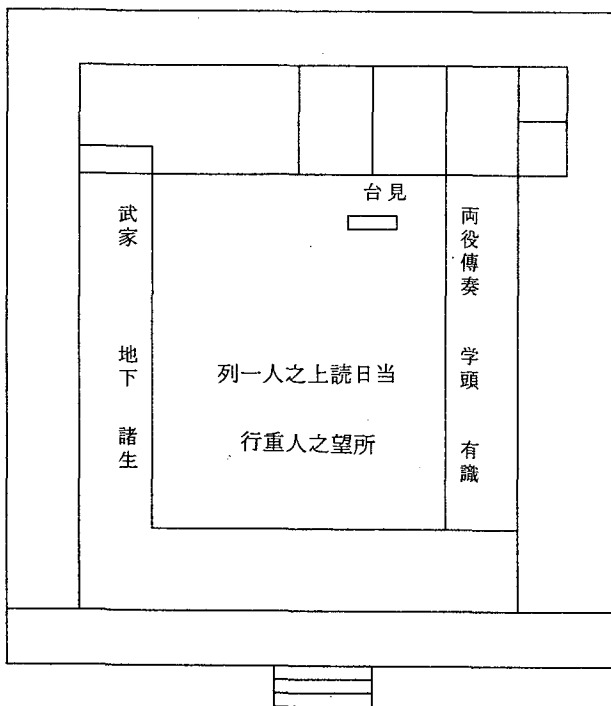 見台
両役傳奏 学頭 有識
当日読上之人一列
所望之人重行
武家 地下 諸生